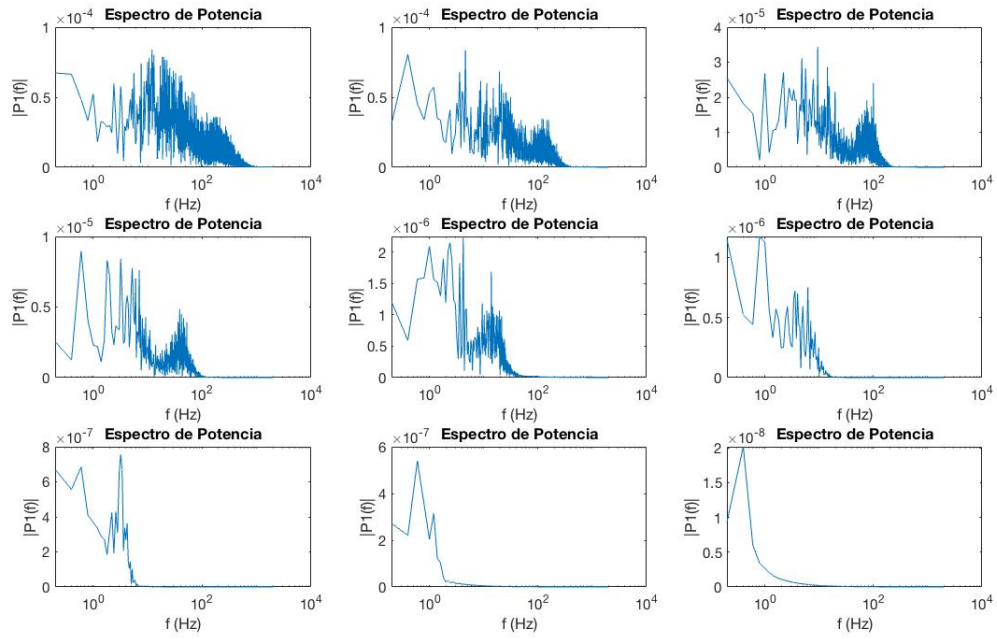 Espectro de Potencia
×10⁻⁴
1
0.5
0
|P1(f)|
10⁰ 10² 10⁴
f (Hz)
Espectro de Potencia
×10⁻⁴
1
0.5
0
|P1(f)|
10⁰ 10² 10⁴
f (Hz)
Espectro de Potencia
×10⁻⁵
4
3
2
1
0
|P1(f)|
10⁰ 10² 10⁴
f (Hz)
Espectro de Potencia
×10⁻⁵
1
0.5
0
|P1(f)|
10⁰ 10² 10⁴
f (Hz)
Espectro de Potencia
×10⁻⁶
2
1.5
1
0.5
0
|P1(f)|
10⁰ 10² 10⁴
f (Hz)
Espectro de Potencia
×10⁻⁶
1
0.5
0
|P1(f)|
10⁰ 10² 10⁴
f (Hz)
Espectro de Potencia
×10⁻⁷
8
6
4
2
0
|P1(f)|
10⁰ 10² 10⁴
f (Hz)
Espectro de Potencia
×10⁻⁷
6
4
2
0
|P1(f)|
10⁰ 10² 10⁴
f (Hz)
Espectro de Potencia
×10⁻⁸
2
1.5
1
0.5
0
|P1(f)|
10⁰ 10² 10⁴
f (Hz)